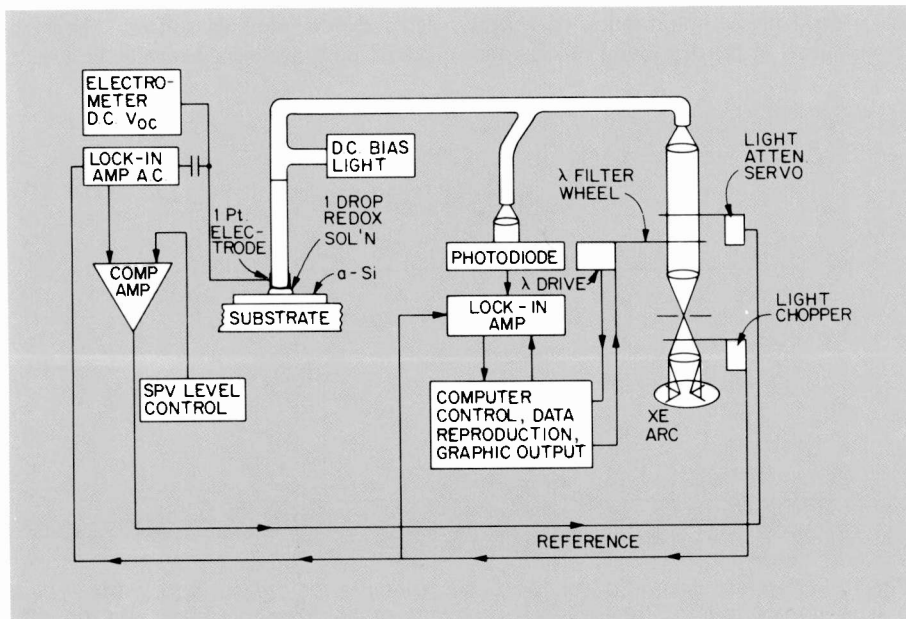 ELECTRO-
METER
D.C. VOC
LOCK-IN
AMP A.C.
1 Pt.
ELEC-
TRODE
D.C. BIAS
LIGHT
1 DROP
REDOX
SOL'N
a-Si
SUBSTRATE
COMP
AMP
SPV LEVEL
CONTROL
PHOTODIODE
LOCK-IN
AMP
COMPUTER
CONTROL, DATA
REPRODUCTION,
GRAPHIC OUTPUT
λ FILTER
WHEEL
λ DRIVE
LIGHT
ATTEN.
SERVO
LIGHT
CHOPPER
XE
ARC
REFERENCE